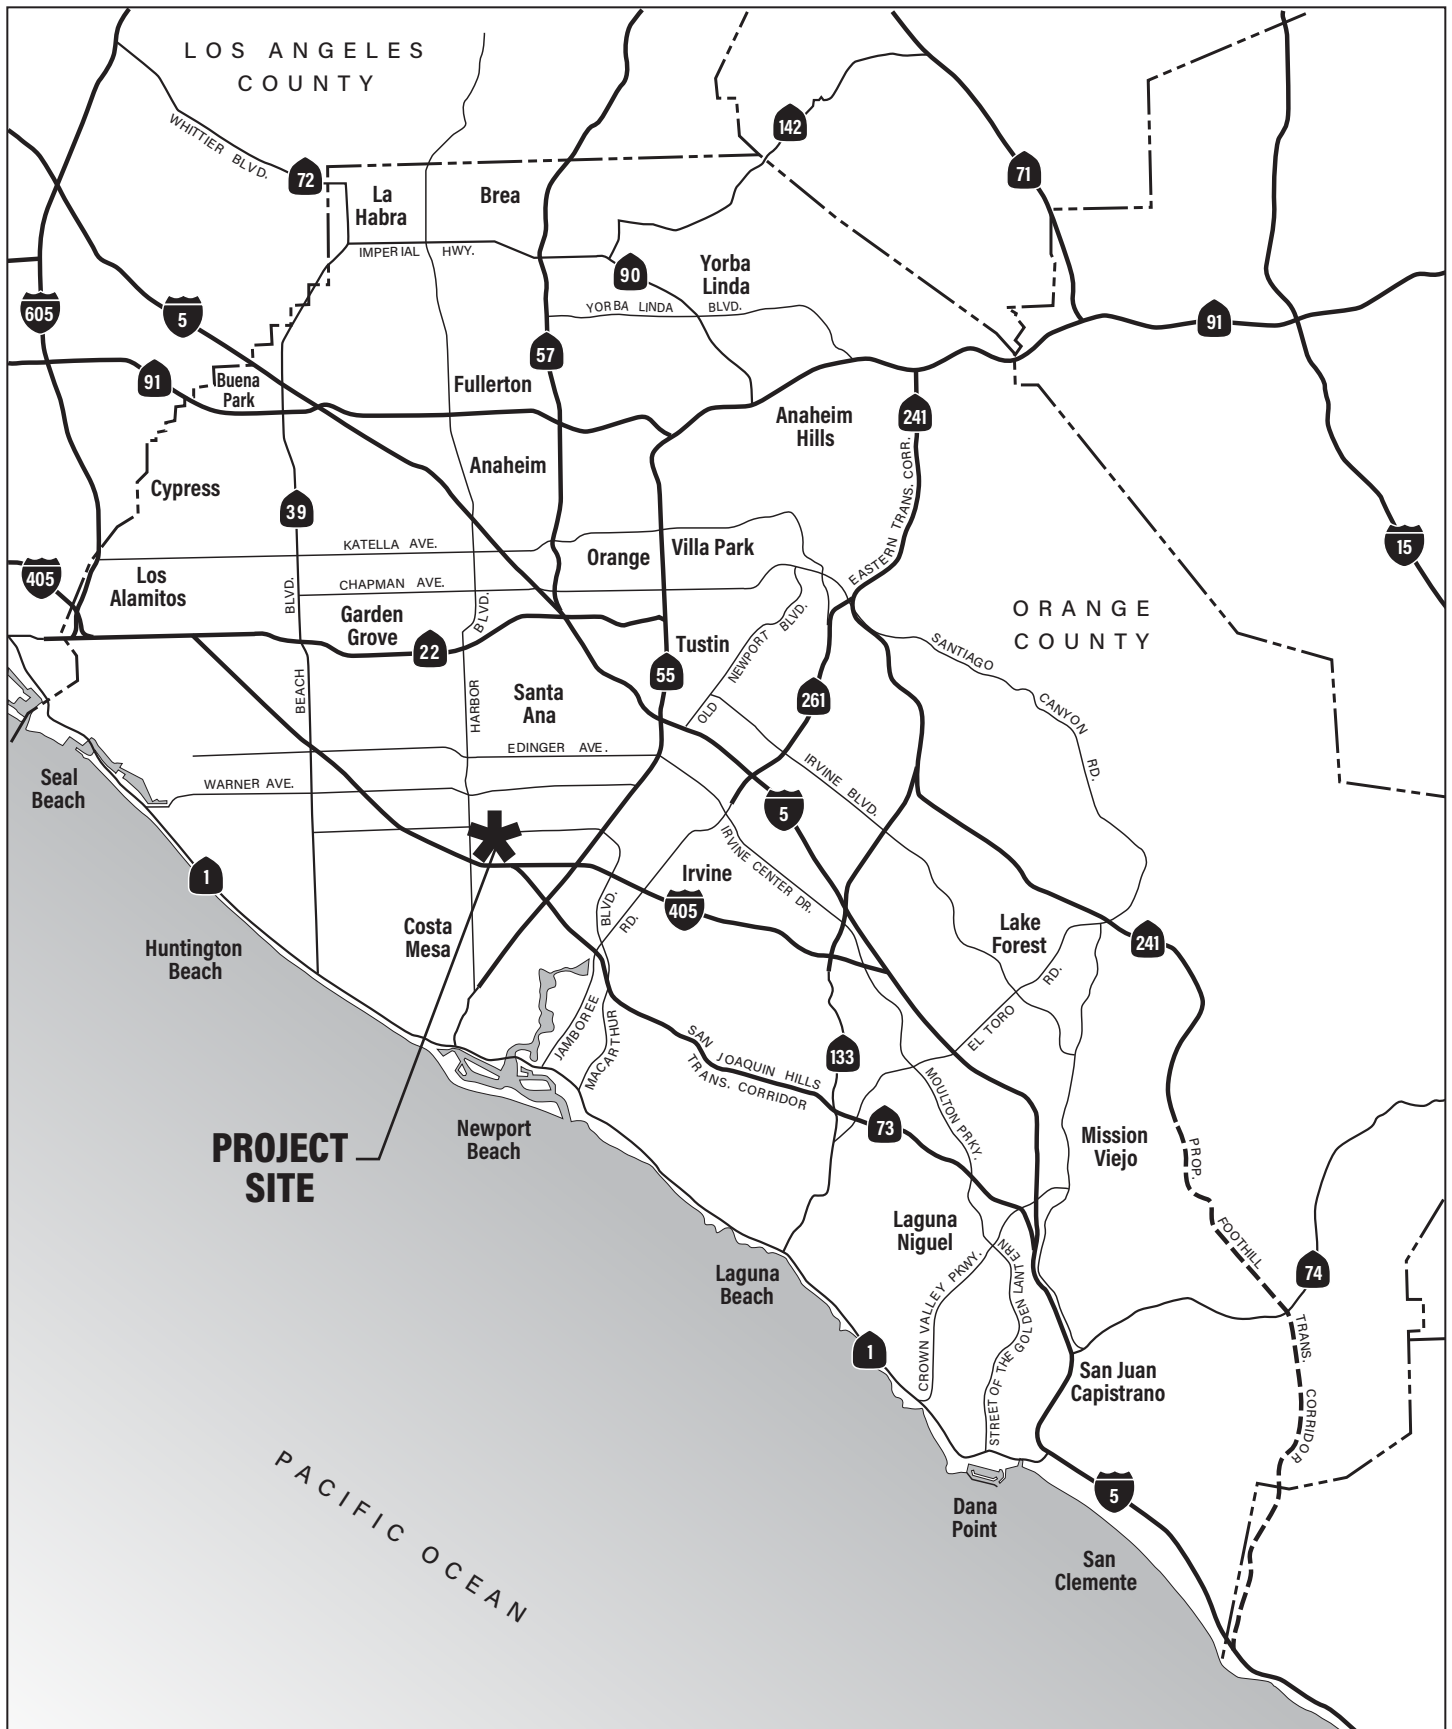 LOS ANGELES
COUNTY
WHITTIER BLVD.
142
72
71
La
Habra
Brea
IMPERIAL HWY.
90
Yorba
Linda
YORBA LINDA BLVD.
605
5
91
57
91
Buena
Park
Fullerton
241
Anaheim
Hills
EASTERN TRANS. CORR.
Anaheim
Cypress
39
15
KATELLA AVE.
Orange
Villa Park
405
Los
Alamitos
BLVD.
CHAPMAN AVE.
BLVD.
Garden
Grove
22
ORANGE
COUNTY
Tustin
OLD NEWPORT BLVD.
SANTIAGO CANYON RD.
55
261
BEACH
HARBOR
Santa
Ana
EDINGER AVE.
WARNER AVE.
IRVINE BLVD.
5
Seal
Beach
IRVINE CENTER DR.
1
Irvine
405
BLVD.
RD.
Costa
Mesa
Lake
Forest
241
Huntington
Beach
RD.
EL TORO
JAMBOREE
MACARTHUR
SAN JOAQUIN HILLS
TRANS. CORRIDOR
133
MOULTON PRKY.
73
PROJECT
SITE
Newport
Beach
Mission
Viejo
PROP. FOOTHILL TRANS. CORRIDOR
Laguna
Niguel
CROWN VALLEY PKWY.
STREET OF THE GOLDEN LANTERN
74
Laguna
Beach
1
San Juan
Capistrano
PACIFIC OCEAN
5
Dana
Point
San
Clemente